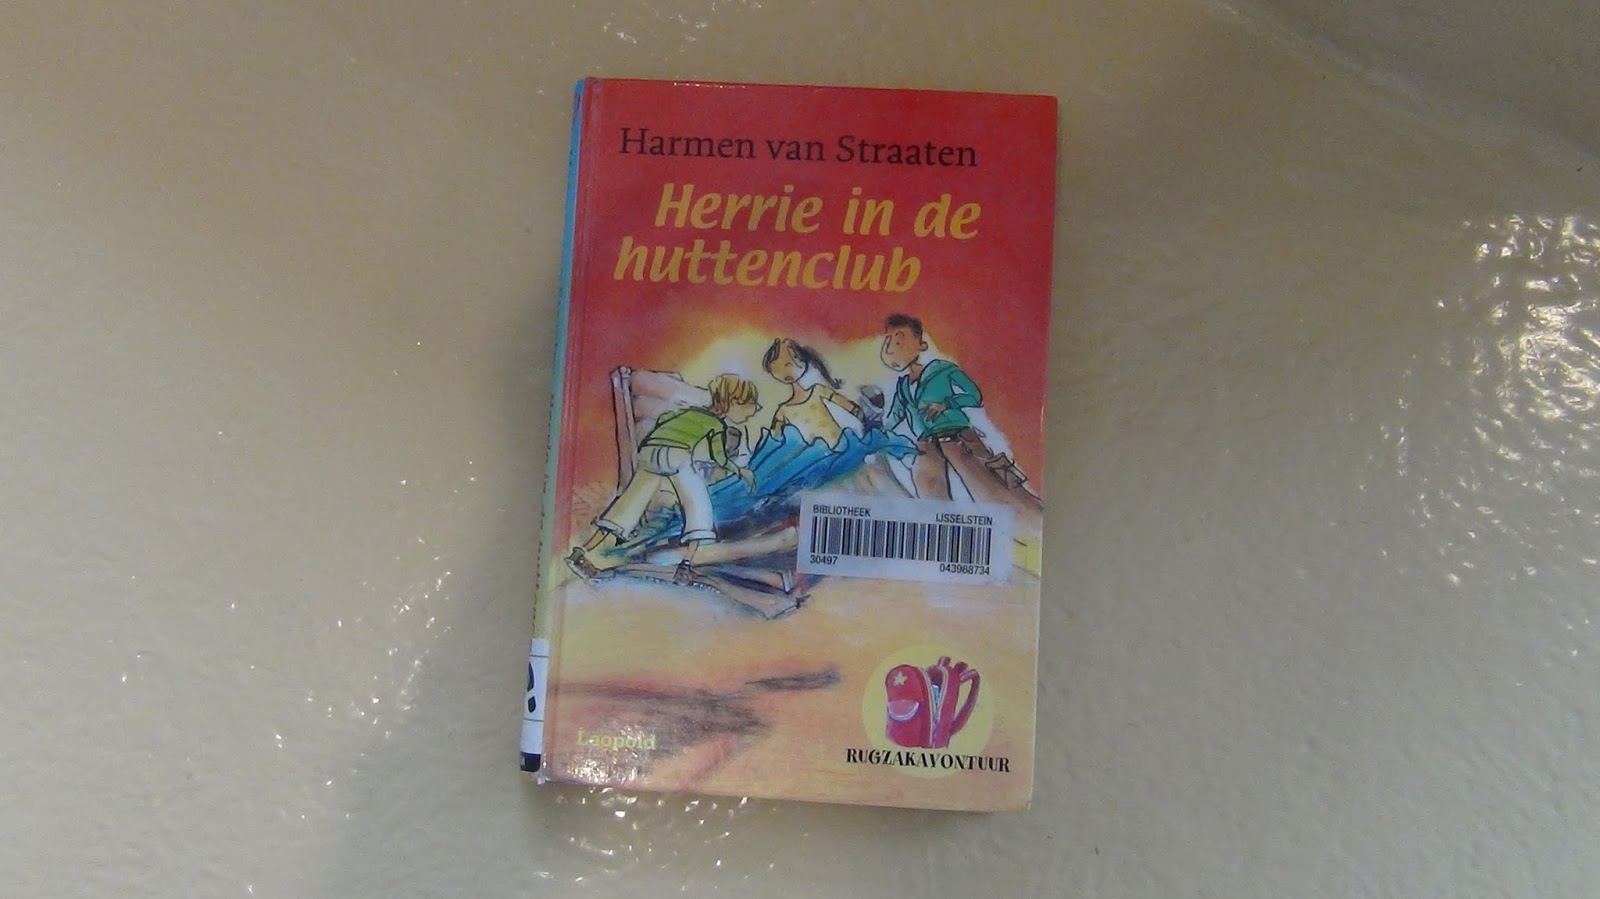 Harmen van Straaten
Herrie in de
huttenclub
BIBLIOTHEEK IJSSELSTEIN
30497 043988734
Leopold
RUGZAKAVONTUUR